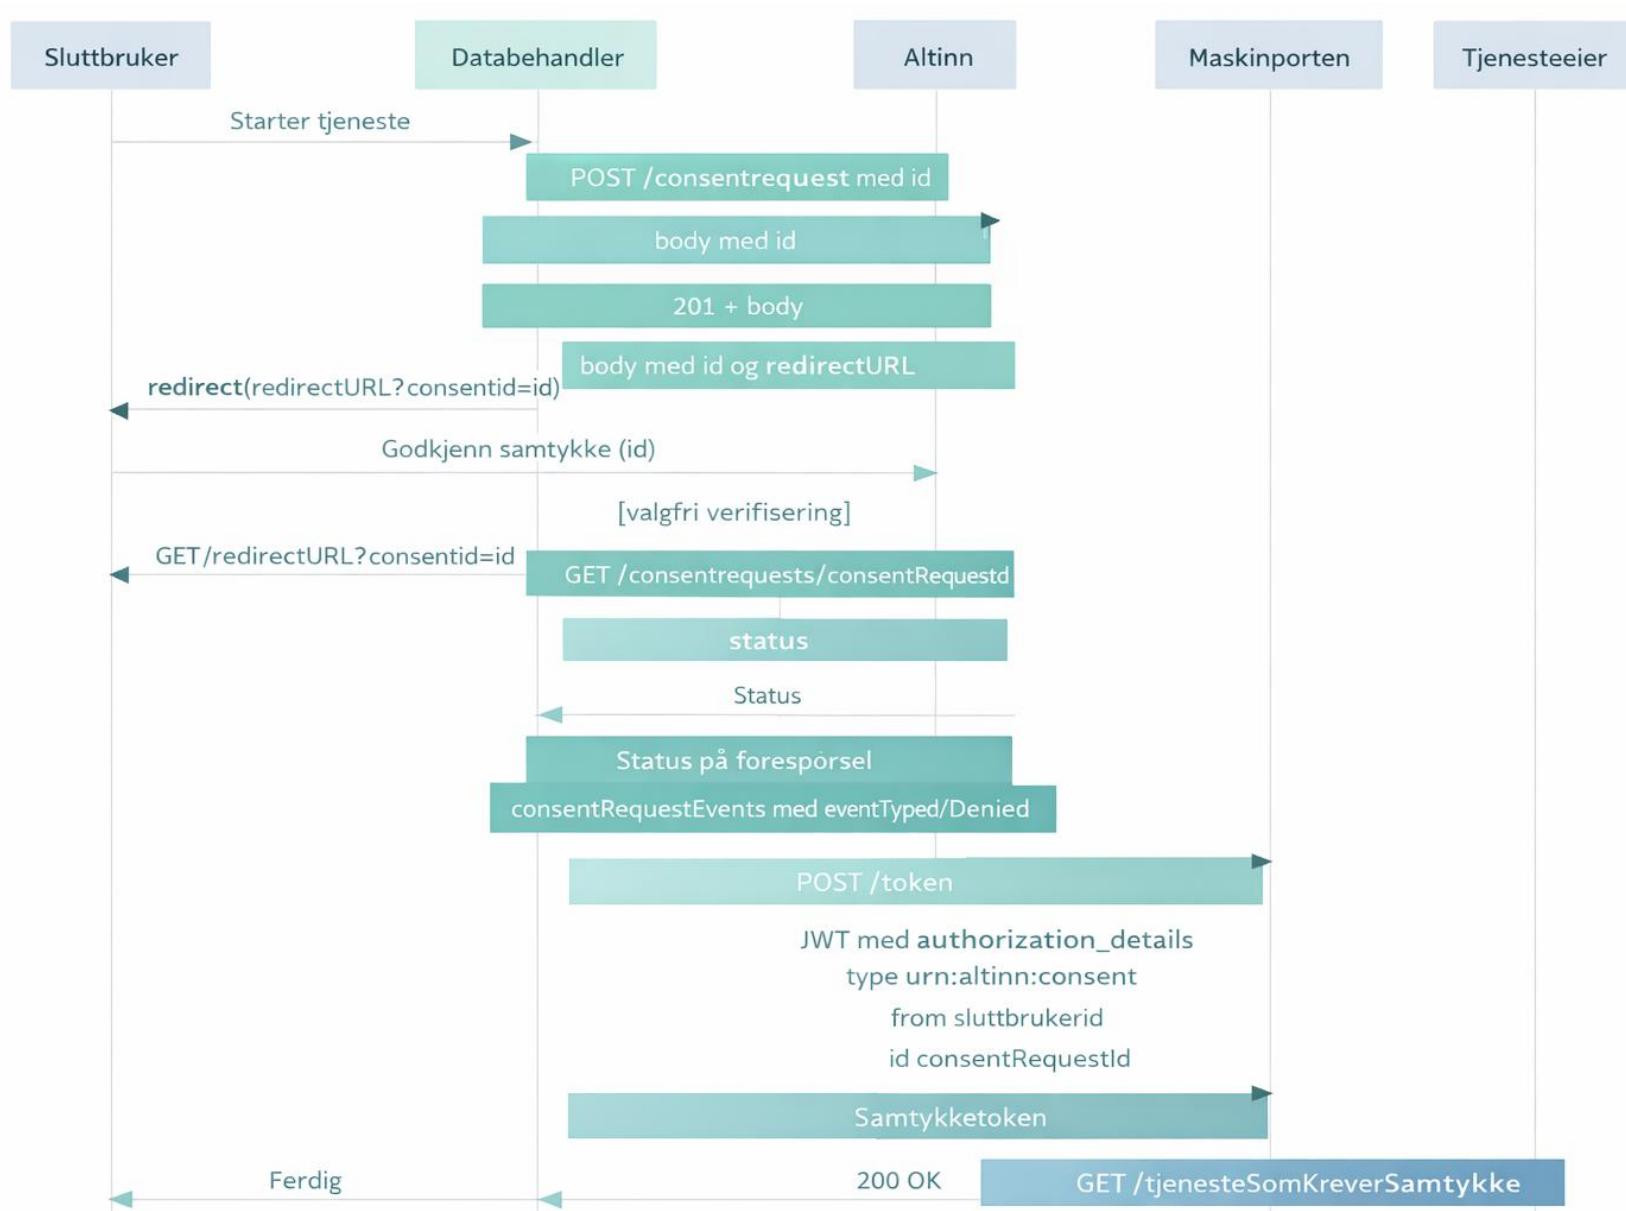 Sluttbruker
Databehandler
Altinn
Maskinporten
Tjenesteeier
Starter tjeneste
POST /consentrequest med id
body med id
201 + body
body med id og redirectURL
redirect(redirectURL?consentid=id)
Godkjenn samtykke (id)
[valgfri verifisering]
GET/redirectURL?consentid=id
GET /consentrequests/consentRequestd
status
Status
Status på forespórsel
consentRequestEvents med eventTyped/Denied
POST /token
JWT med authorization_details
type urn:altinn:consent
from sluttbrukerid
id consentRequestId
Samtykketoken
Ferdig
200 OK
GET /tjenesteSomKreverSamtykke